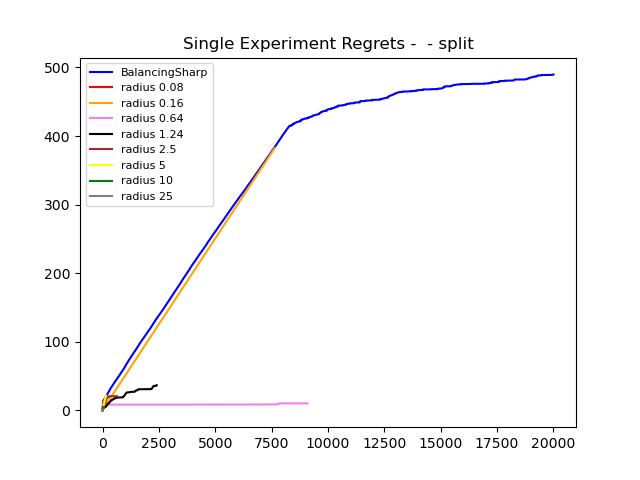 Single Experiment Regrets -  - split
500
400
300
200
100
0
BalancingSharp
radius 0.08
radius 0.16
radius 0.64
radius 1.24
radius 2.5
radius 5
radius 10
radius 25
0 2500 5000 7500 10000 12500 15000 17500 20000